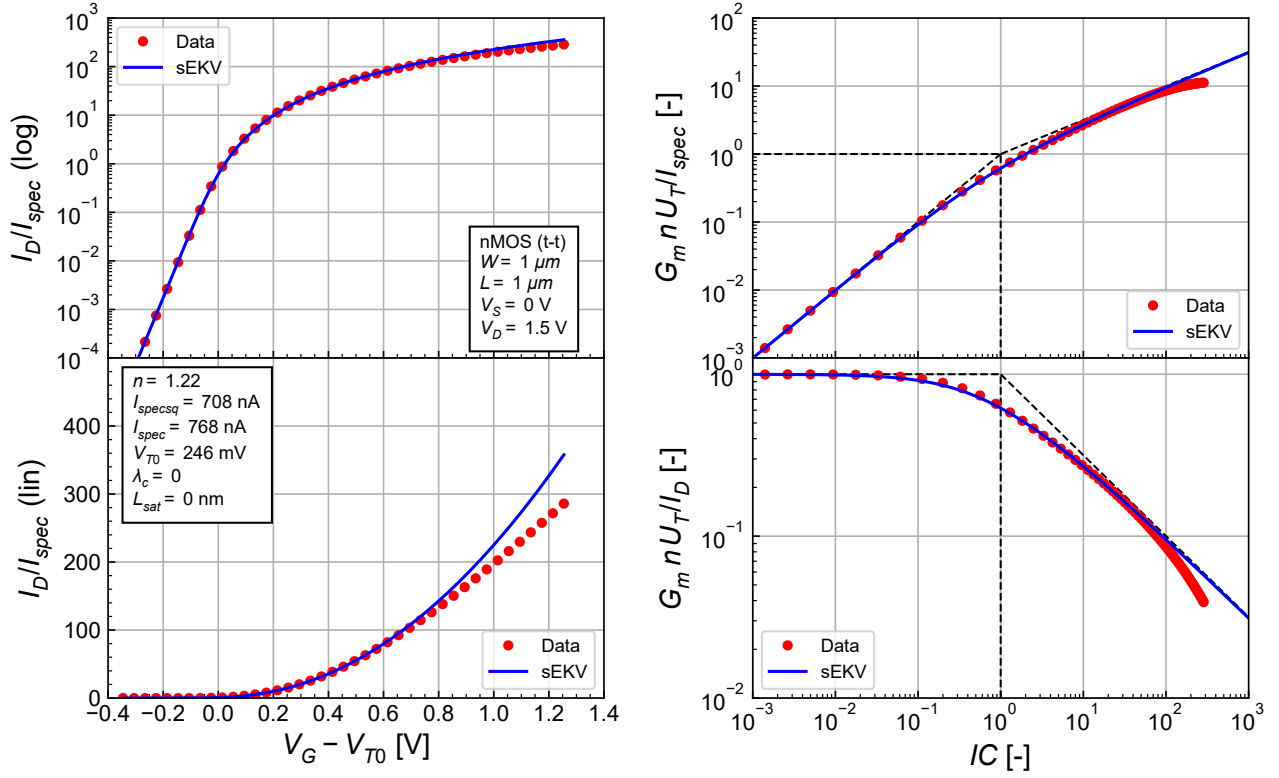 10³
10²
10¹
10⁰
10⁻¹
10⁻²
10⁻³
10⁻⁴
I_D/I_spec (log)
Data
sEKV
nMOS (t-t)
W = 1 μm
L = 1 μm
V_S = 0 V
V_D = 1.5 V
400
300
200
100
0
I_D/I_spec (lin)
n = 1.22
I_specsq = 708 nA
I_spec = 768 nA
V_T0 = 246 mV
λ_c = 0
L_sat = 0 nm
Data
sEKV
−0.4 −0.2 0.0 0.2 0.4 0.6 0.8 1.0 1.2 1.4
V_G − V_T0 [V]
10²
10¹
10⁰
10⁻¹
10⁻²
10⁻³
G_m n U_T/I_spec [-]
Data
sEKV
10⁰
10⁻¹
10⁻²
G_m n U_T/I_D [-]
Data
sEKV
10⁻³ 10⁻² 10⁻¹ 10⁰ 10¹ 10² 10³
IC [-]